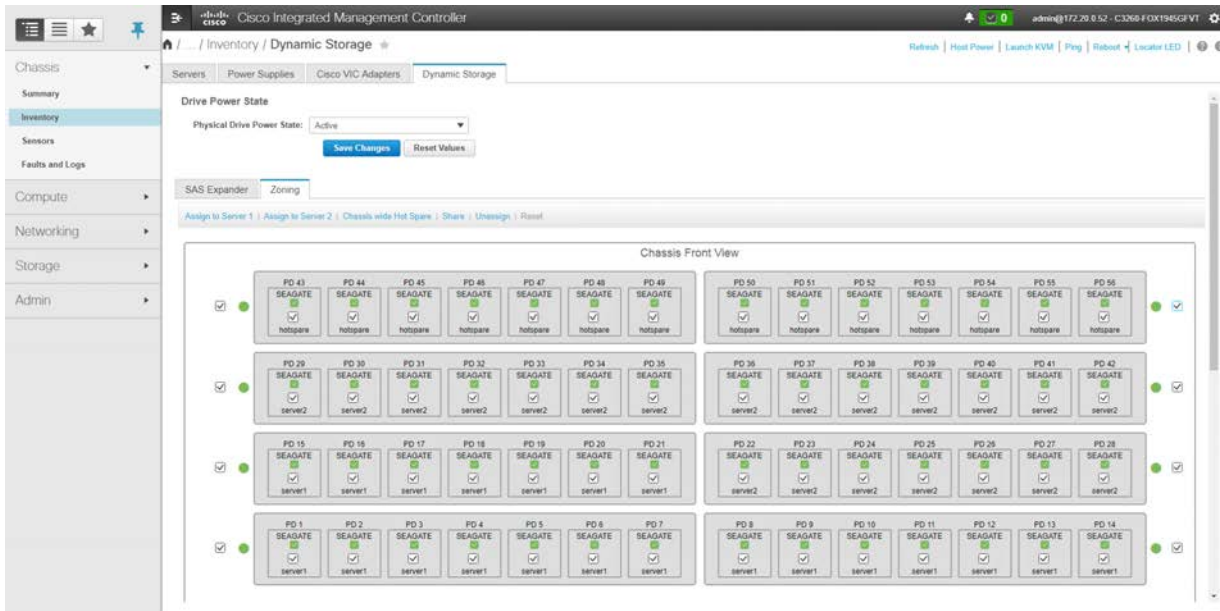 cisco Cisco Integrated Management Controller 0 admin@172.20.0.52 - C3260-FOX1945GFVT
/ ... / Inventory / Dynamic Storage
Refresh | Host Power | Launch KVM | Ping | Reboot | Locator LED |
Chassis
Summary
Inventory
Sensors
Faults and Logs
Compute
Networking
Storage
Admin
Servers Power Supplies Cisco VIC Adapters Dynamic Storage
Drive Power State
Physical Drive Power State: Active
Save Changes Reset Values
SAS Expander Zoning
Assign to Server 1 | Assign to Server 2 | Chassis wide Hot Spare | Share | Unassign | Reset
Chassis Front View
PD 43 PD 44 PD 45 PD 46 PD 47 PD 48 PD 49 PD 50 PD 51 PD 52 PD 53 PD 54 PD 55 PD 56
SEAGATE SEAGATE SEAGATE SEAGATE SEAGATE SEAGATE SEAGATE SEAGATE SEAGATE SEAGATE SEAGATE SEAGATE SEAGATE SEAGATE
hotspare hotspare hotspare hotspare hotspare hotspare hotspare hotspare hotspare hotspare hotspare hotspare hotspare hotspare
PD 29 PD 30 PD 31 PD 32 PD 33 PD 34 PD 35 PD 36 PD 37 PD 38 PD 39 PD 40 PD 41 PD 42
SEAGATE SEAGATE SEAGATE SEAGATE SEAGATE SEAGATE SEAGATE SEAGATE SEAGATE SEAGATE SEAGATE SEAGATE SEAGATE SEAGATE
server2 server2 server2 server2 server2 server2 server2 server2 server2 server2 server2 server2 server2 server2
PD 15 PD 16 PD 17 PD 18 PD 19 PD 20 PD 21 PD 22 PD 23 PD 24 PD 25 PD 26 PD 27 PD 28
SEAGATE SEAGATE SEAGATE SEAGATE SEAGATE SEAGATE SEAGATE SEAGATE SEAGATE SEAGATE SEAGATE SEAGATE SEAGATE SEAGATE
server1 server1 server1 server1 server1 server1 server1 server2 server2 server2 server2 server2 server2 server2
PD 1 PD 2 PD 3 PD 4 PD 5 PD 6 PD 7 PD 8 PD 9 PD 10 PD 11 PD 12 PD 13 PD 14
SEAGATE SEAGATE SEAGATE SEAGATE SEAGATE SEAGATE SEAGATE SEAGATE SEAGATE SEAGATE SEAGATE SEAGATE SEAGATE SEAGATE
server1 server1 server1 server1 server1 server1 server1 server1 server1 server1 server1 server1 server1 server1